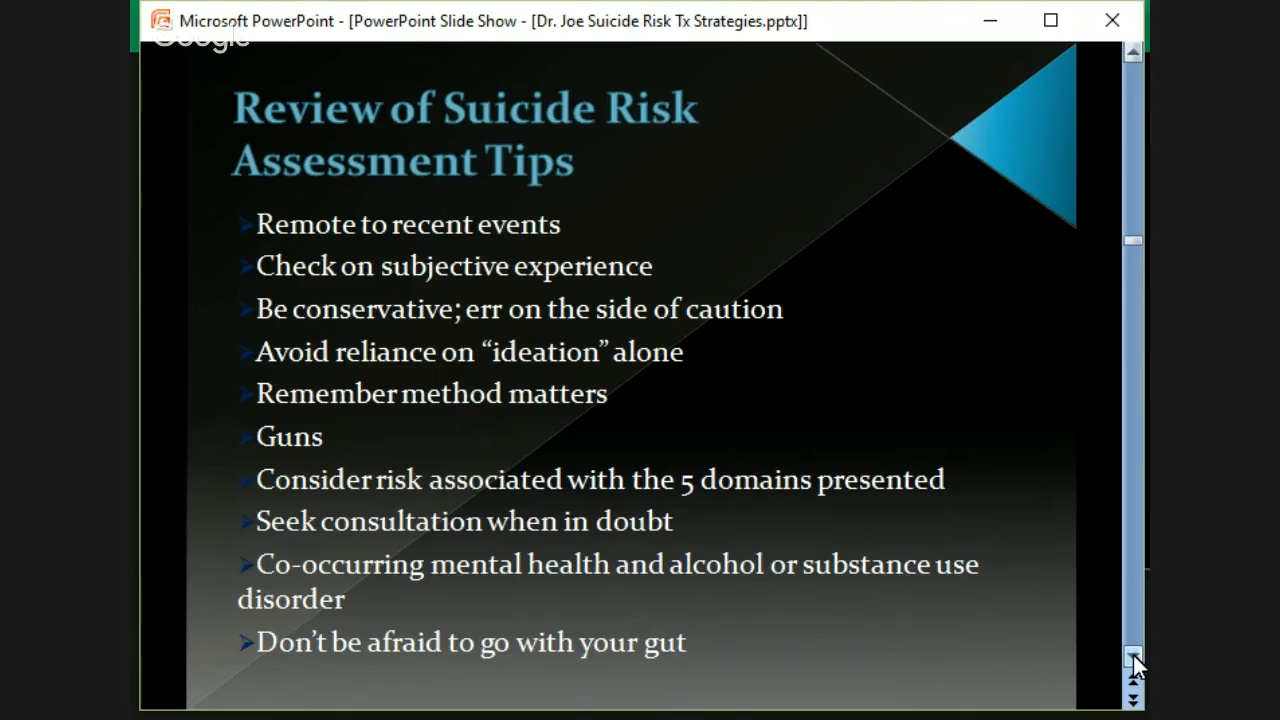 Microsoft PowerPoint - [PowerPoint Slide Show - [Dr. Joe Suicide Risk Tx Strategies.pptx]]
Google
Review of Suicide Risk
Assessment Tips
Remote to recent events
Check on subjective experience
Be conservative; err on the side of caution
Avoid reliance on “ideation” alone
Remember method matters
Guns
Consider risk associated with the 5 domains presented
Seek consultation when in doubt
Co-occurring mental health and alcohol or substance use
disorder
Don’t be afraid to go with your gut